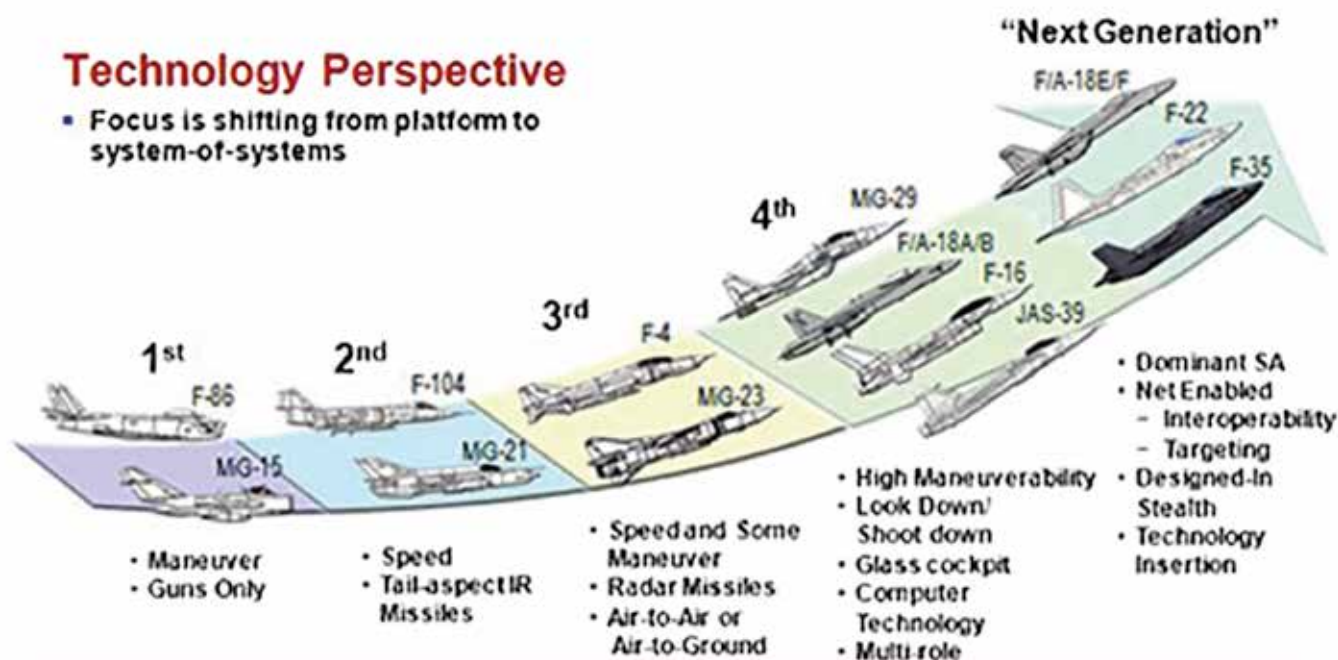 Technology Perspective
▪ Focus is shifting from platform to
system-of-systems
"Next Generation"
F/A-18E/F
F-22
F-35
4th
MiG-29
F/A-18A/B
F-16
JAS-39
3rd
F-4
MiG-23
2nd
F-104
MiG-21
1st
F-86
MiG-15
• Maneuver
• Guns Only
• Speed
• Tail-aspect IR
Missiles
• Speed and Some
Maneuver
• Radar Missiles
• Air-to-Air or
Air-to-Ground
• High Maneuverability
• Look Down/
Shoot down
• Glass cockpit
• Computer
Technology
• Multi-role
• Dominant SA
• Net Enabled
- Interoperability
- Targeting
• Designed-In
Stealth
• Technology
Insertion